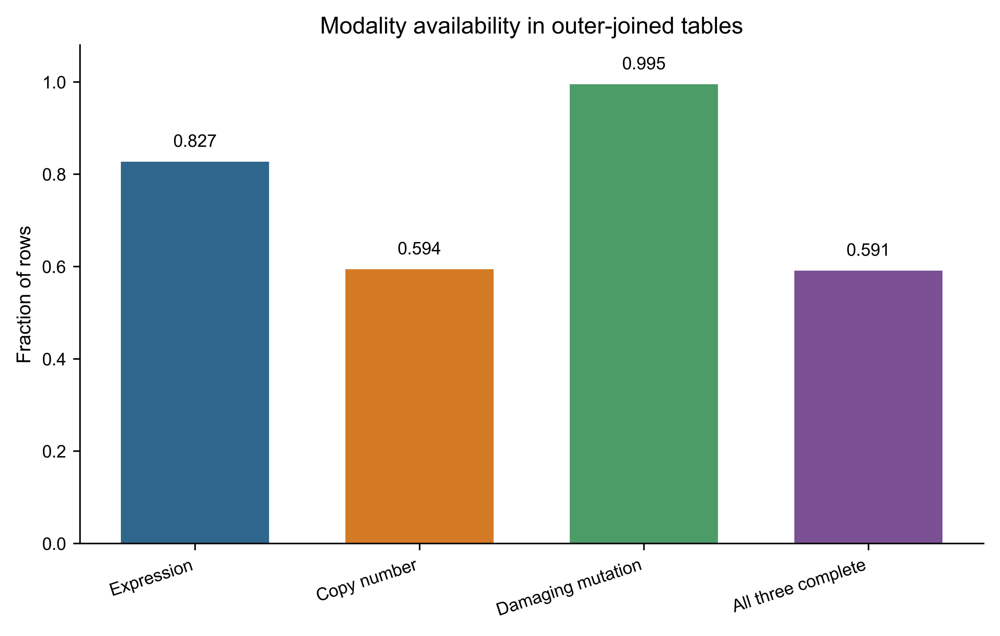 Modality availability in outer-joined tables
Fraction of rows
1.0
0.8
0.6
0.4
0.2
0.0
0.827
0.594
0.995
0.591
Expression
Copy number
Damaging mutation
All three complete